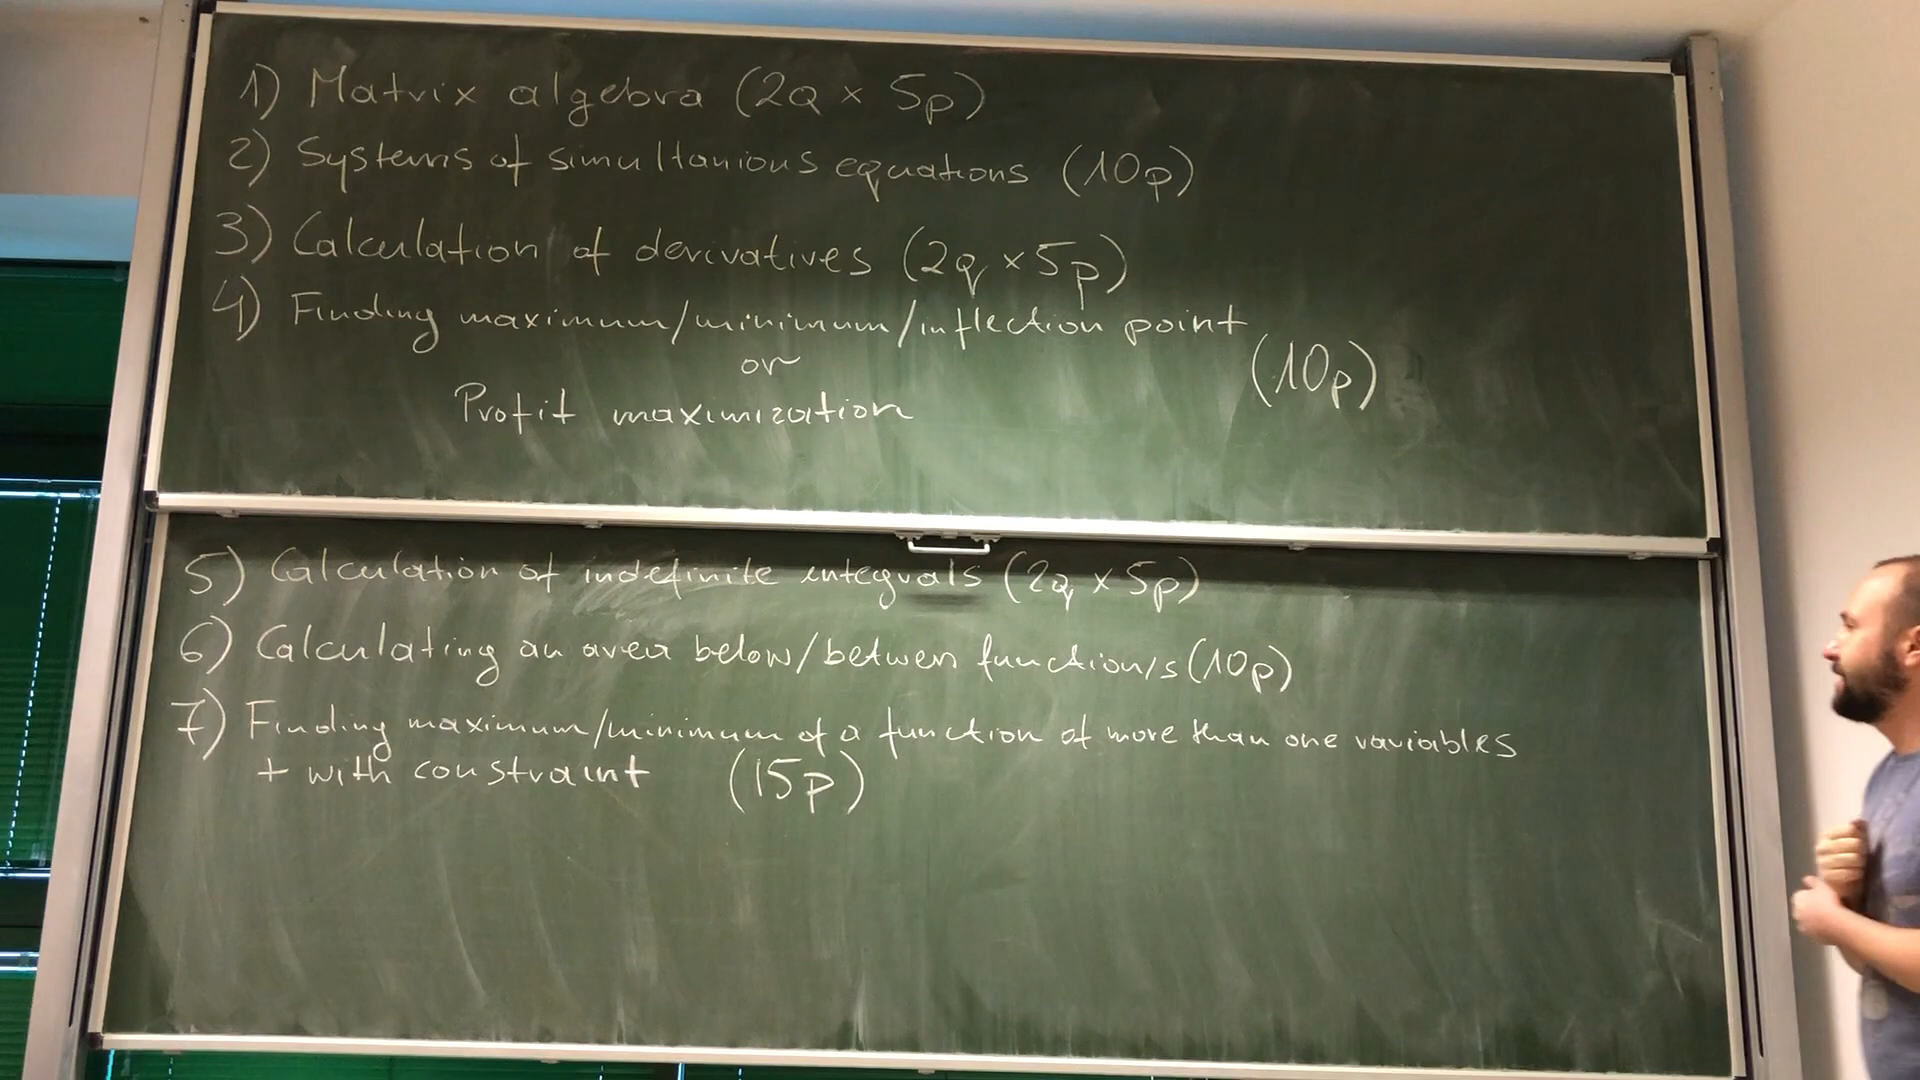 1) Matrix algebra (2Q × 5p)
2) Systems of simultanious equations (10p)
3) Calculation of derivatives (2q × 5p)
4) Finding maximum/minimum/inflection point
or
(10p)
Profit maximization
5) Calculation of indefinite integrals (2q × 5p)
6) Calculating an area below/betwen function/s (10p)
7) Finding maximum/minimum of a function of more than one variables
+ with constraint (15p)